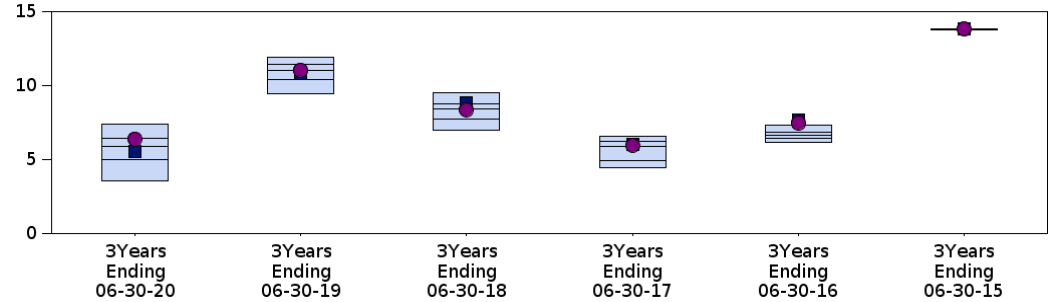 15
10
5
0
3Years
Ending
06-30-20
3Years
Ending
06-30-19
3Years
Ending
06-30-18
3Years
Ending
06-30-17
3Years
Ending
06-30-16
3Years
Ending
06-30-15